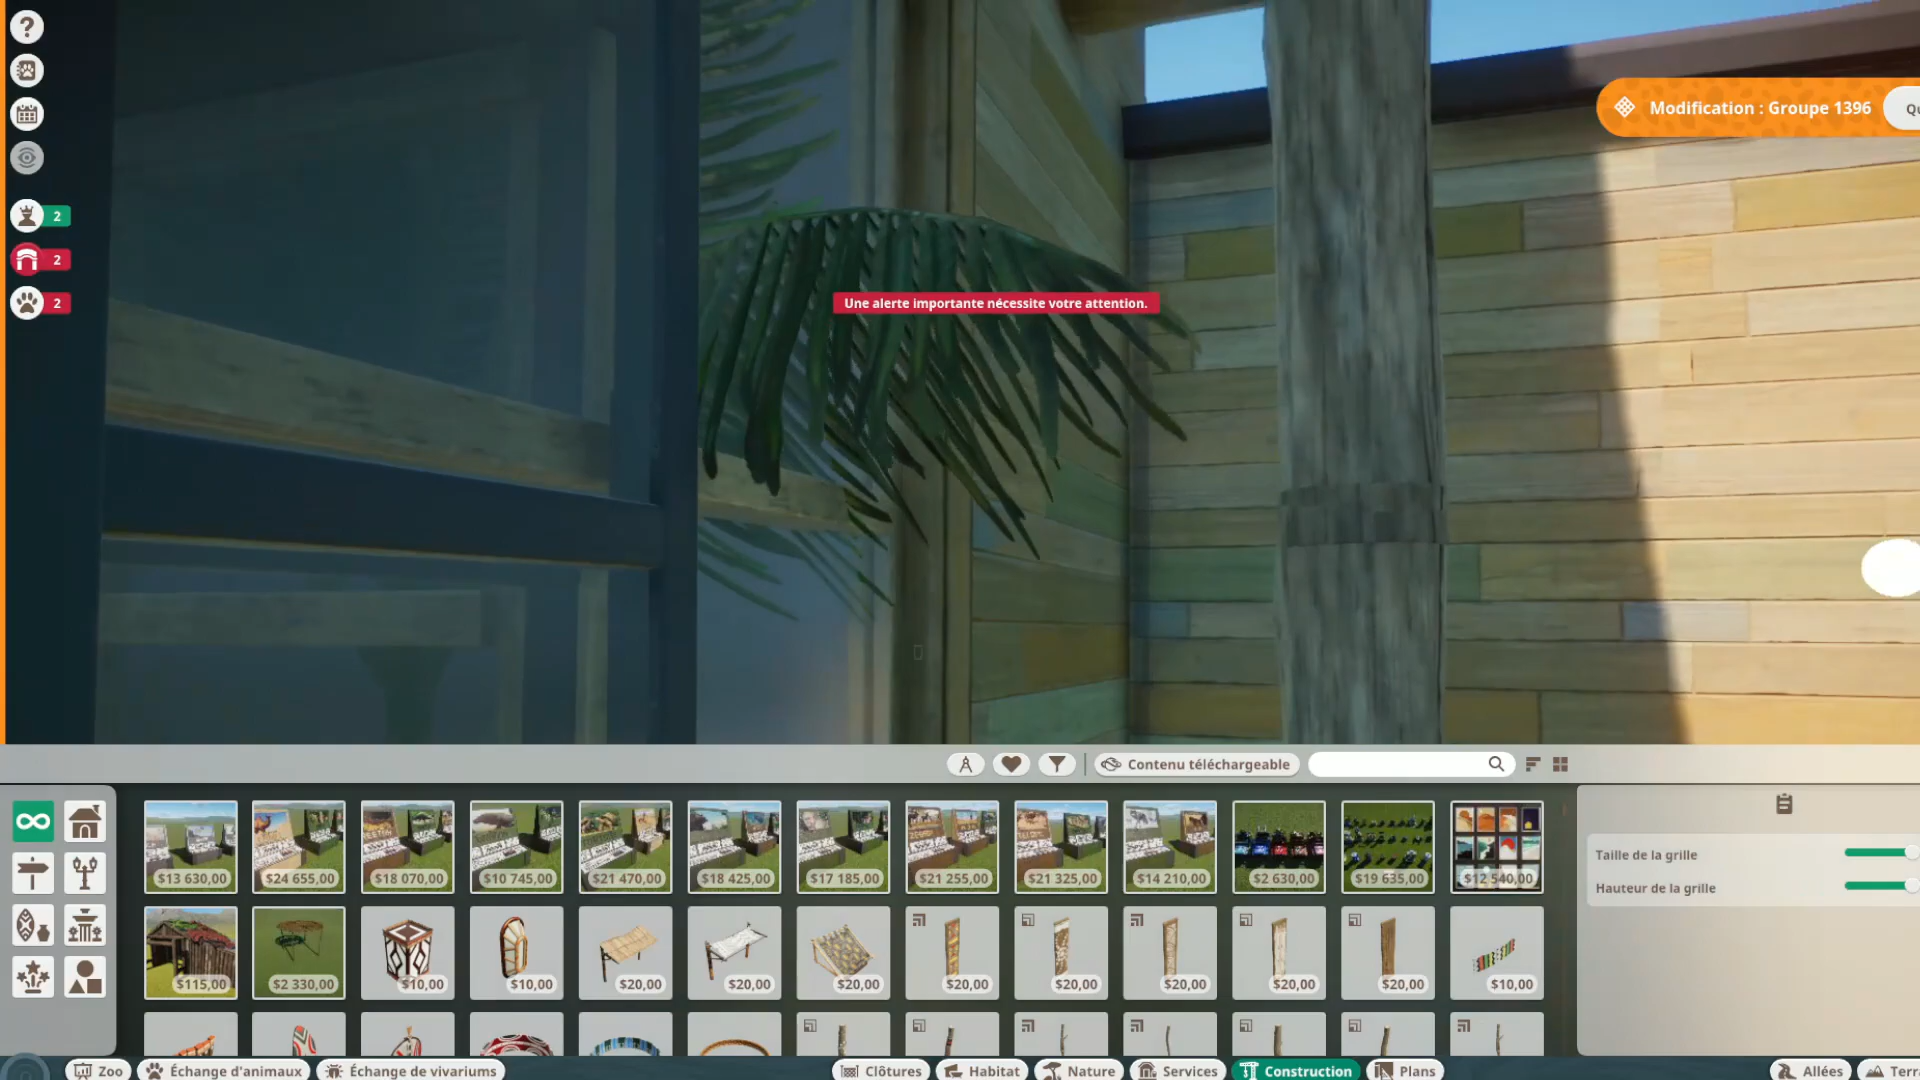 ?
Modification : Groupe 1396
Qu
2
2
2
Une alerte importante nécessite votre attention.
Contenu téléchargeable
$13 630,00
$24 655,00
$18 070,00
$10 745,00
$21 470,00
$18 425,00
$17 185,00
$21 255,00
$21 325,00
$14 210,00
$2 630,00
$19 635,00
$12 540,00
Taille de la grille
Hauteur de la grille
$115,00
$2 330,00
$10,00
$10,00
$20,00
$20,00
$20,00
$20,00
$20,00
$20,00
$20,00
$20,00
$10,00
Zoo
Échange d'animaux
Échange de vivariums
Clôtures
Habitat
Nature
Services
Construction
Plans
Allées
Terr